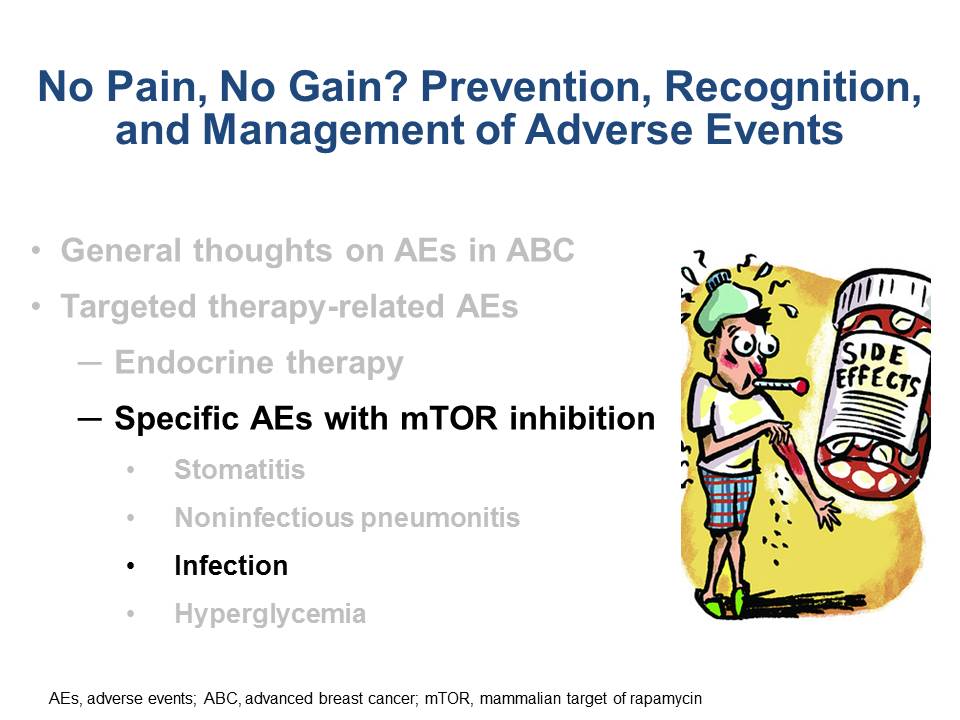 No Pain, No Gain? Prevention, Recognition,
and Management of Adverse Events
• General thoughts on AEs in ABC
• Targeted therapy-related AEs
– Endocrine therapy
– Specific AEs with mTOR inhibition
• Stomatitis
• Noninfectious pneumonitis
• Infection
• Hyperglycemia
SIDE
EFFECTS
AEs, adverse events; ABC, advanced breast cancer; mTOR, mammalian target of rapamycin